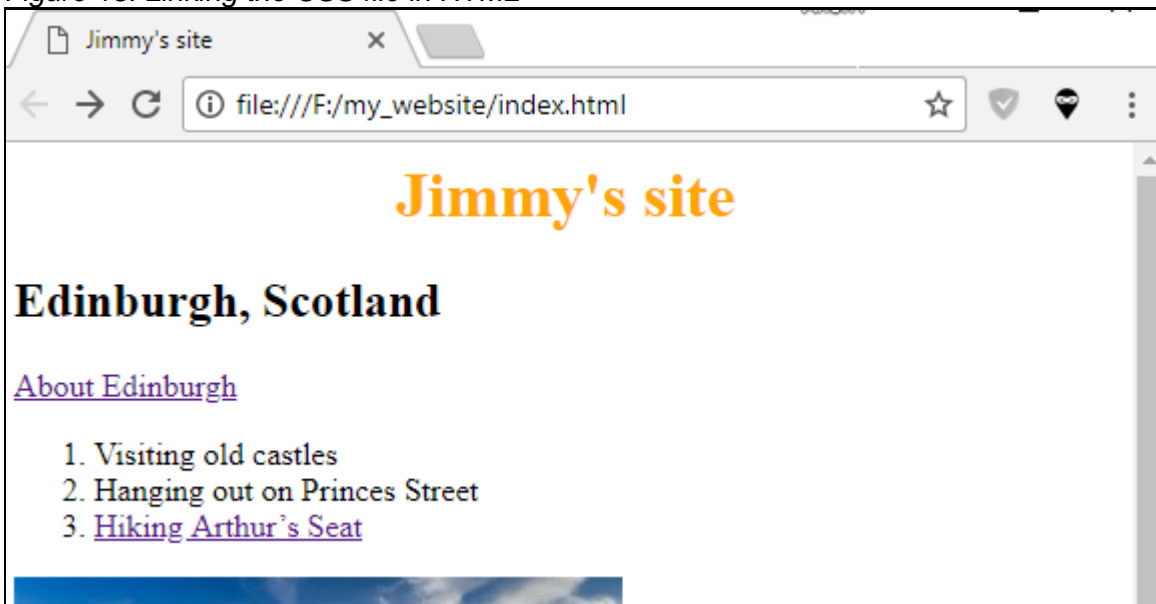 Jimmy's site
file:///F:/my_website/index.html
Jimmy's site
Edinburgh, Scotland
About Edinburgh
1. Visiting old castles
2. Hanging out on Princes Street
3. Hiking Arthur’s Seat